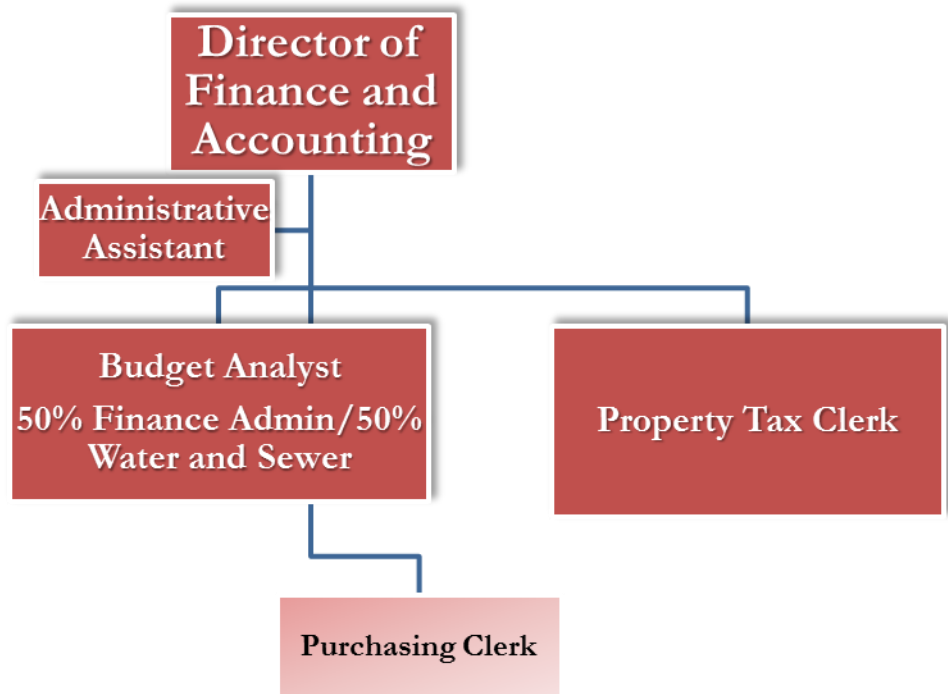 Director of
Finance and
Accounting
Administrative
Assistant
Budget Analyst
50% Finance Admin/50%
Water and Sewer
Property Tax Clerk
Purchasing Clerk